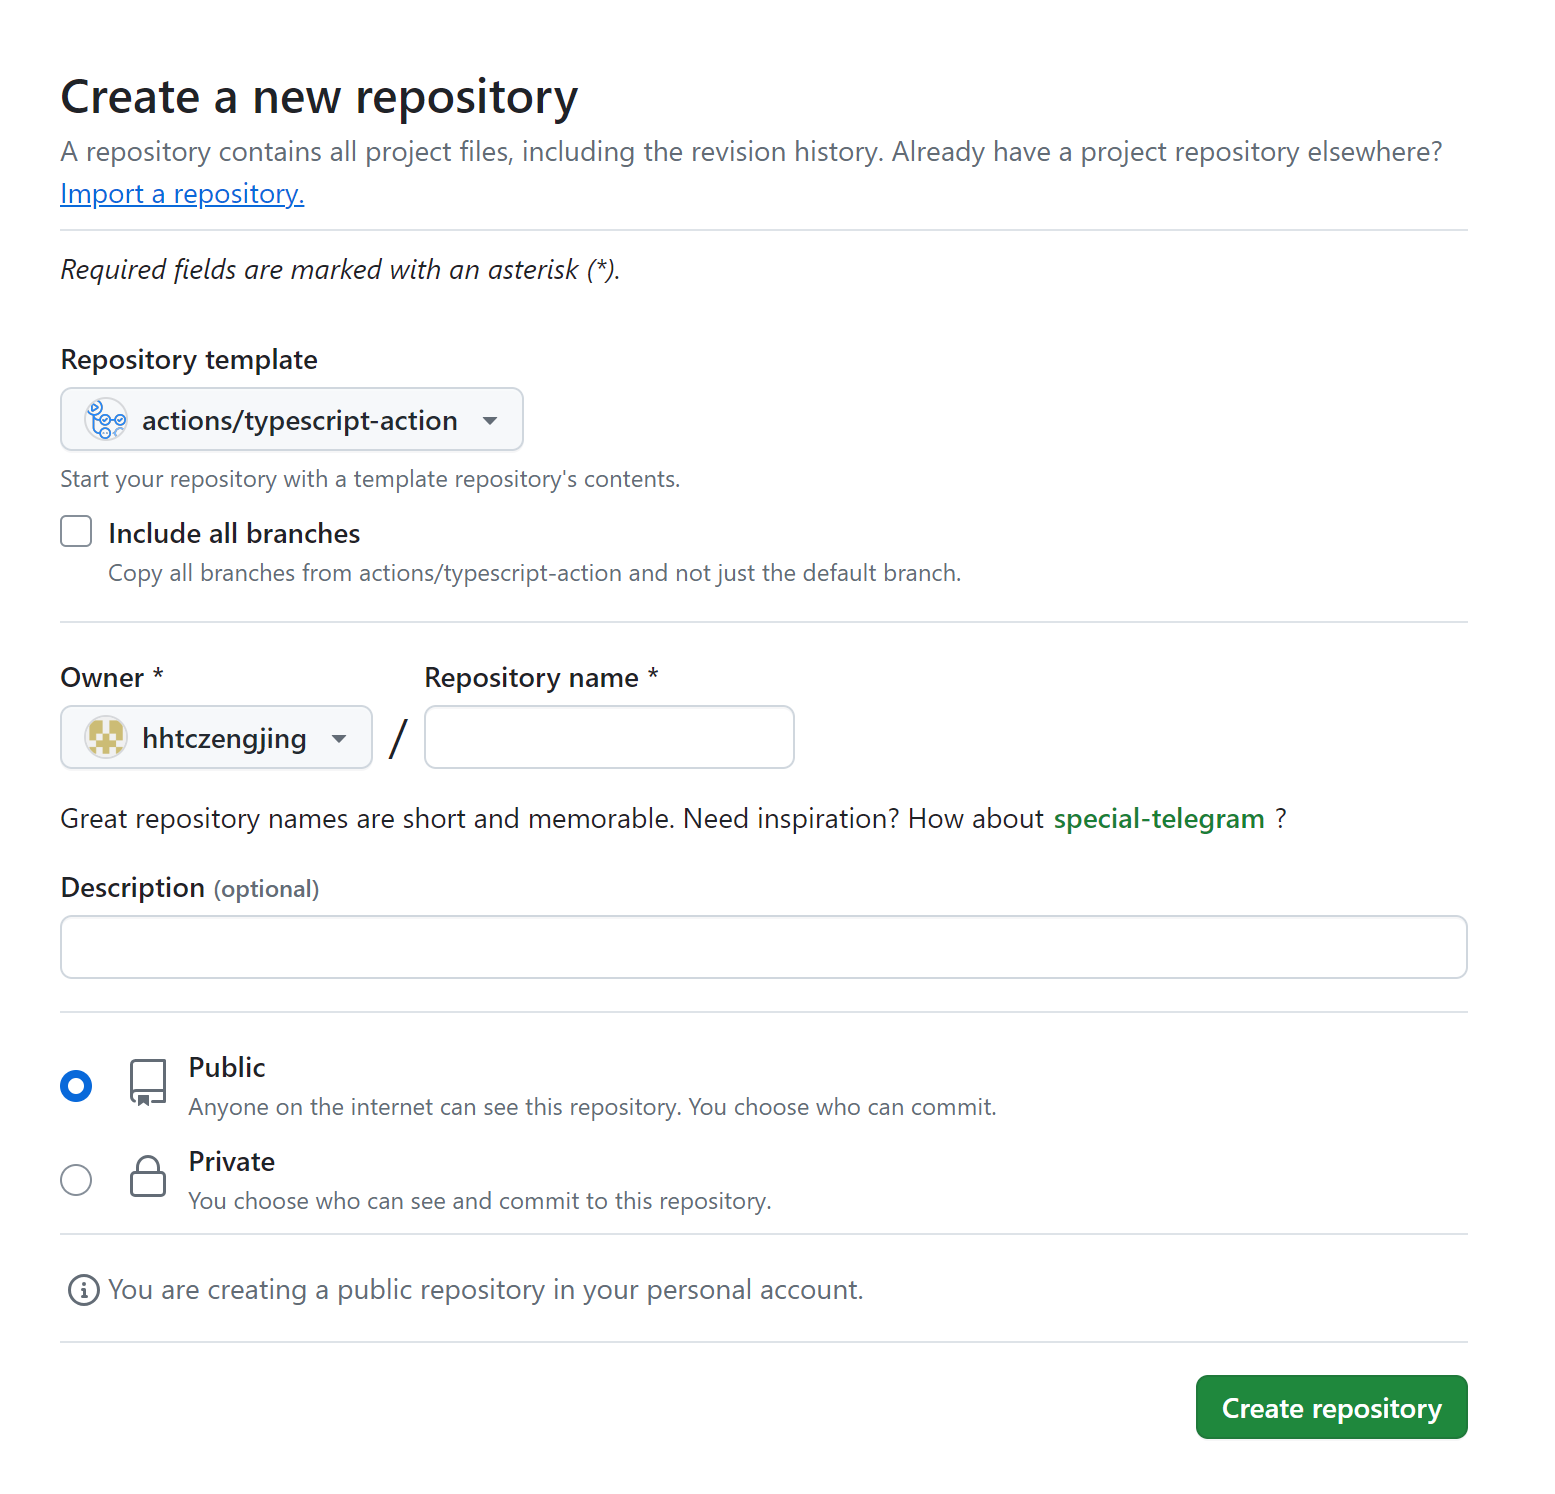 Create a new repository
A repository contains all project files, including the revision history. Already have a project repository elsewhere?
Import a repository.
Required fields are marked with an asterisk (*).
Repository template
actions/typescript-action
Start your repository with a template repository's contents.
Include all branches
Copy all branches from actions/typescript-action and not just the default branch.
Owner * Repository name *
hhtczengjing /
Great repository names are short and memorable. Need inspiration? How about special-telegram ?
Description (optional)
Public
Anyone on the internet can see this repository. You choose who can commit.
Private
You choose who can see and commit to this repository.
You are creating a public repository in your personal account.
Create repository